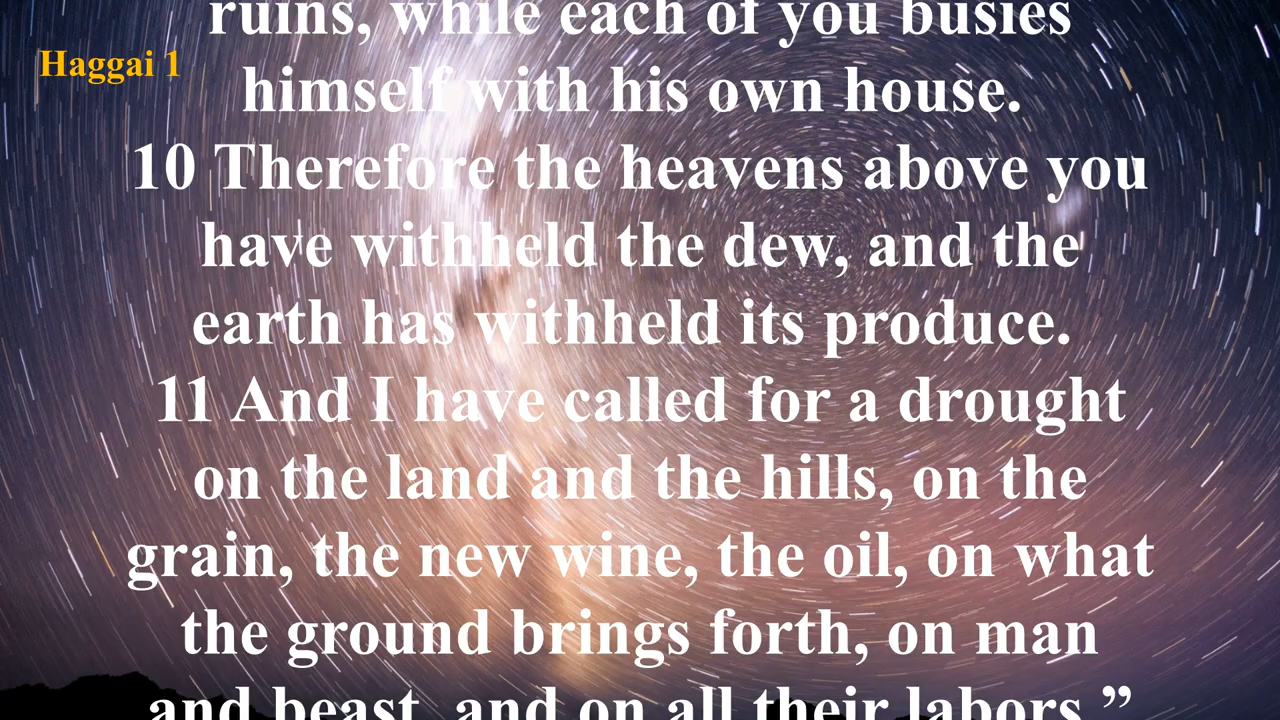 ruins, while each of you busies
Haggai 1
himself with his own house.
10 Therefore the heavens above you
have withheld the dew, and the
earth has withheld its produce.
11 And I have called for a drought
on the land and the hills, on the
grain, the new wine, the oil, on what
the ground brings forth, on man
and beast, and on all their labors.”